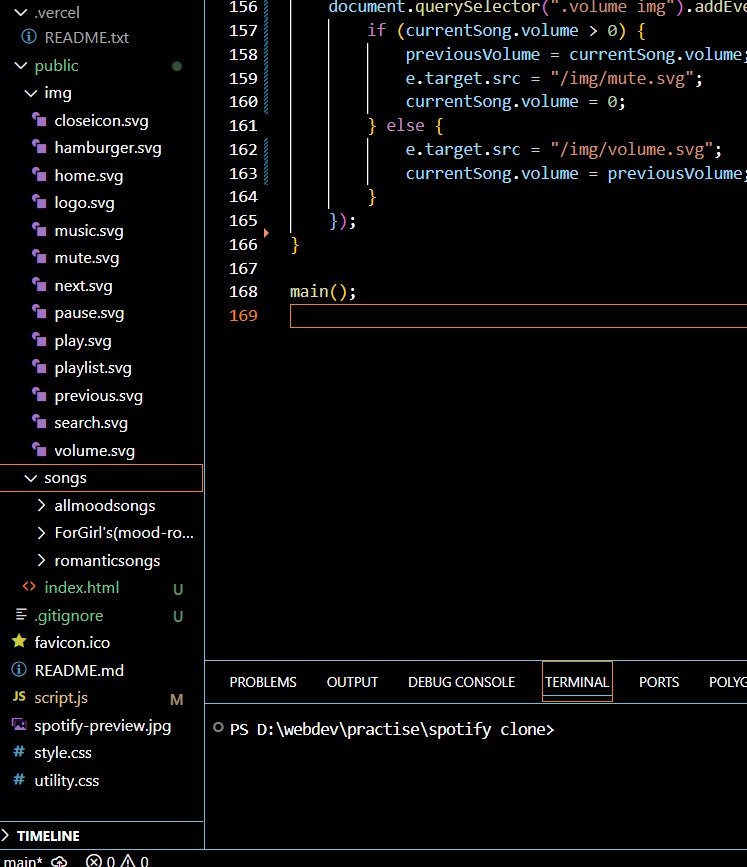 .vercel
README.txt
public
img
closeicon.svg
hamburger.svg
home.svg
logo.svg
music.svg
mute.svg
next.svg
pause.svg
play.svg
playlist.svg
previous.svg
search.svg
volume.svg
songs
allmoodsongs
ForGirl's(mood-ro...
romanticsongs
index.html U
.gitignore U
favicon.ico
README.md
JS script.js M
spotify-preview.jpg
# style.css
# utility.css
TIMELINE
main* 0 0
156 document.querySelector(".volume img").addEve
157 if (currentSong.volume > 0) {
158 previousVolume = currentSong.volume;
159 e.target.src = "/img/mute.svg";
160 currentSong.volume = 0;
161 } else {
162 e.target.src = "/img/volume.svg";
163 currentSong.volume = previousVolume;
164 }
165 });
166 }
167
168 main();
169
PROBLEMS OUTPUT DEBUG CONSOLE TERMINAL PORTS POLYG
PS D:\webdev\practise\spotify clone>